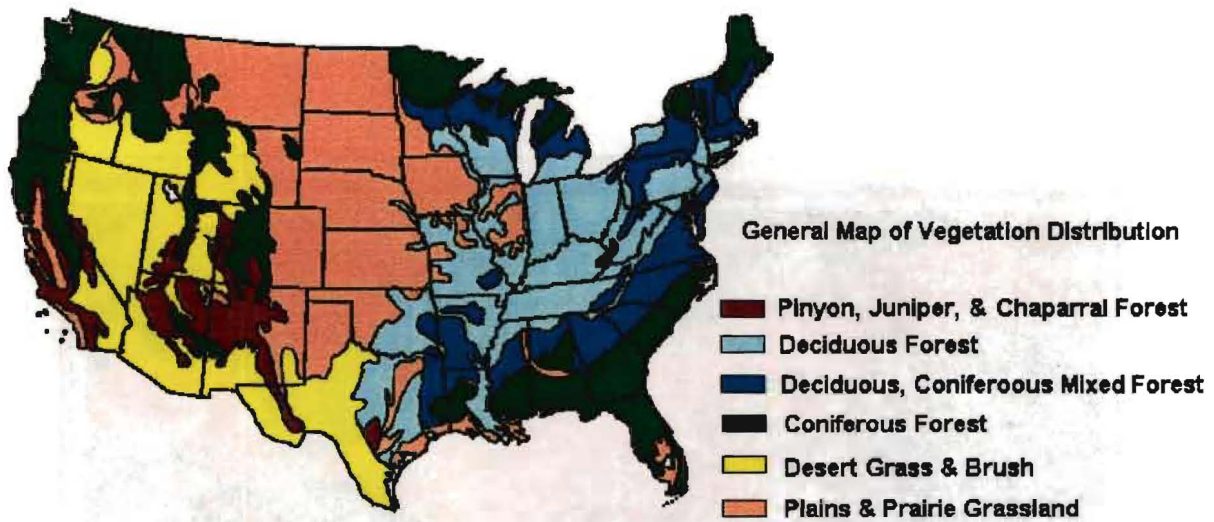 General Map of Vegetation Distribution
Pinyon, Juniper, & Chaparral Forest
Deciduous Forest
Deciduous, Coniferoous Mixed Forest
Coniferous Forest
Desert Grass & Brush
Plains & Prairie Grassland